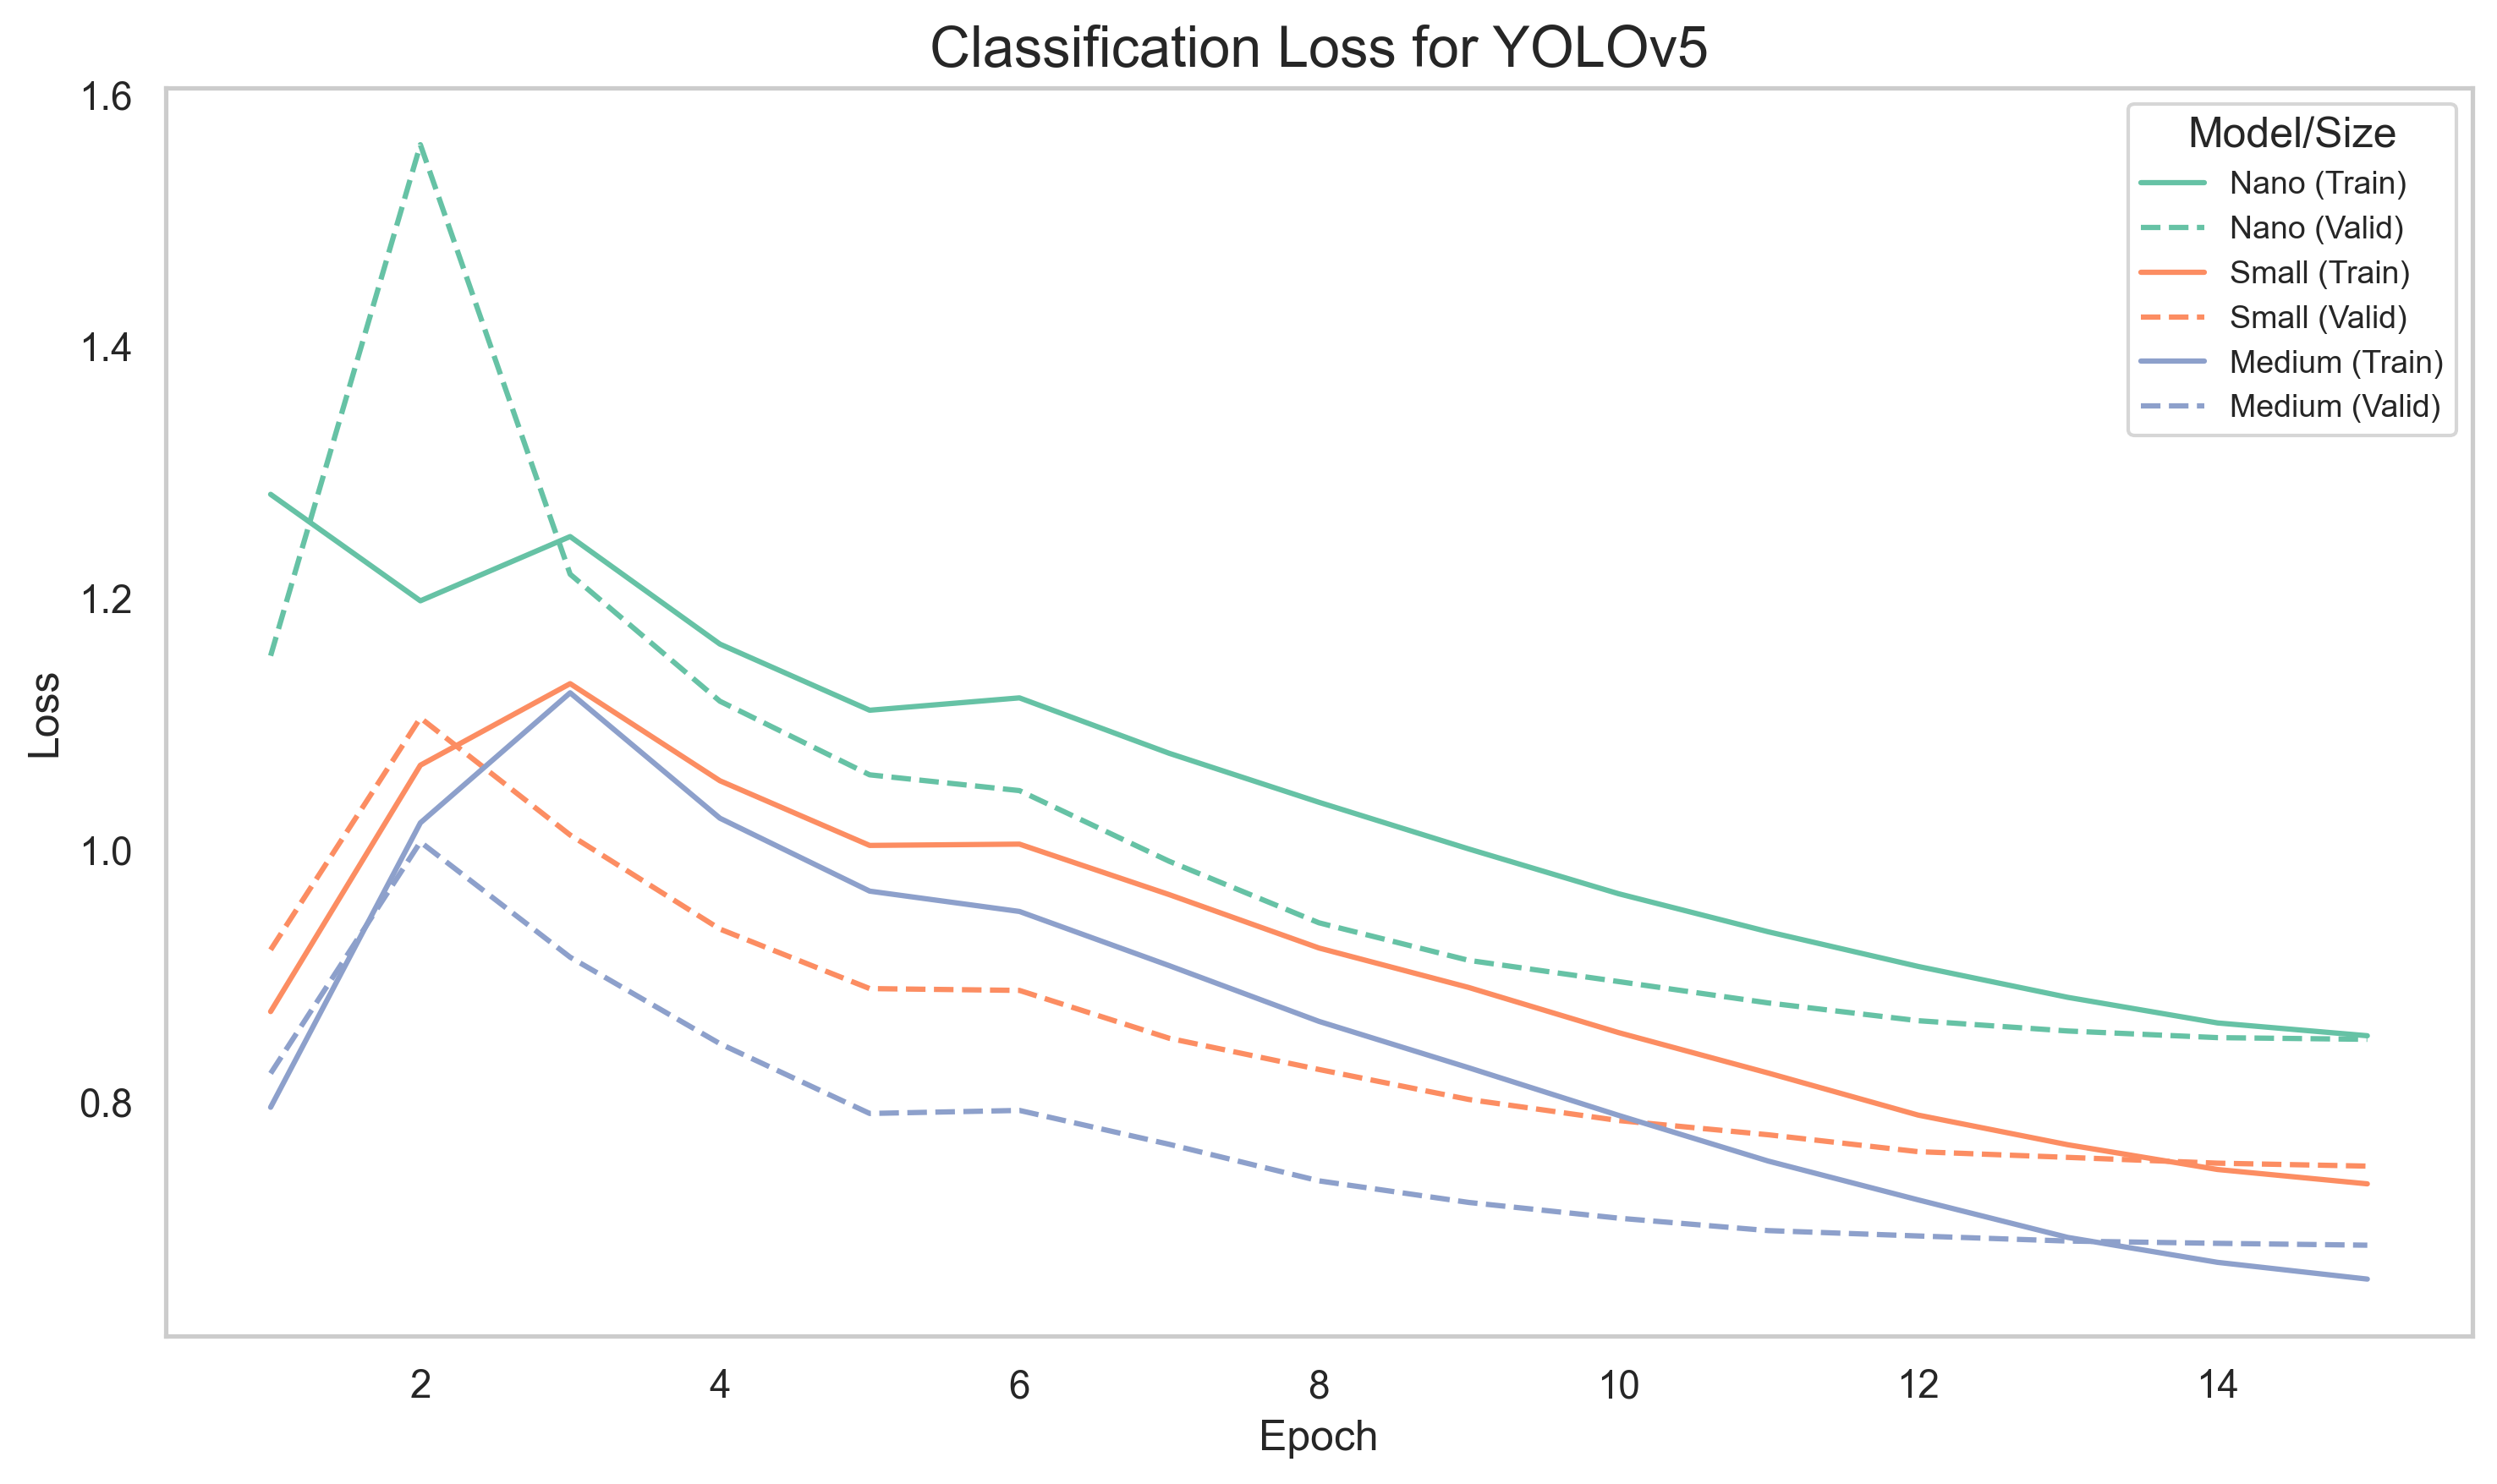 Classification Loss for YOLOv5
1.6
1.4
1.2
1.0
0.8
Loss
Model/Size
Nano (Train)
Nano (Valid)
Small (Train)
Small (Valid)
Medium (Train)
Medium (Valid)
2 4 6 8 10 12 14
Epoch